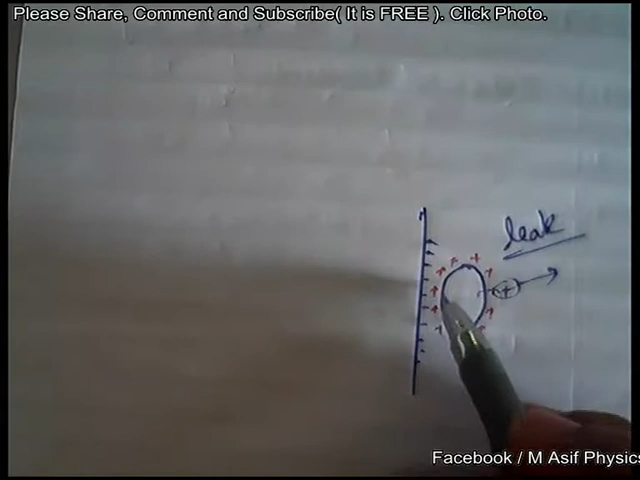 Please Share, Comment and Subscribe( It is FREE ). Click Photo.
leak
+
Facebook / M Asif Physics